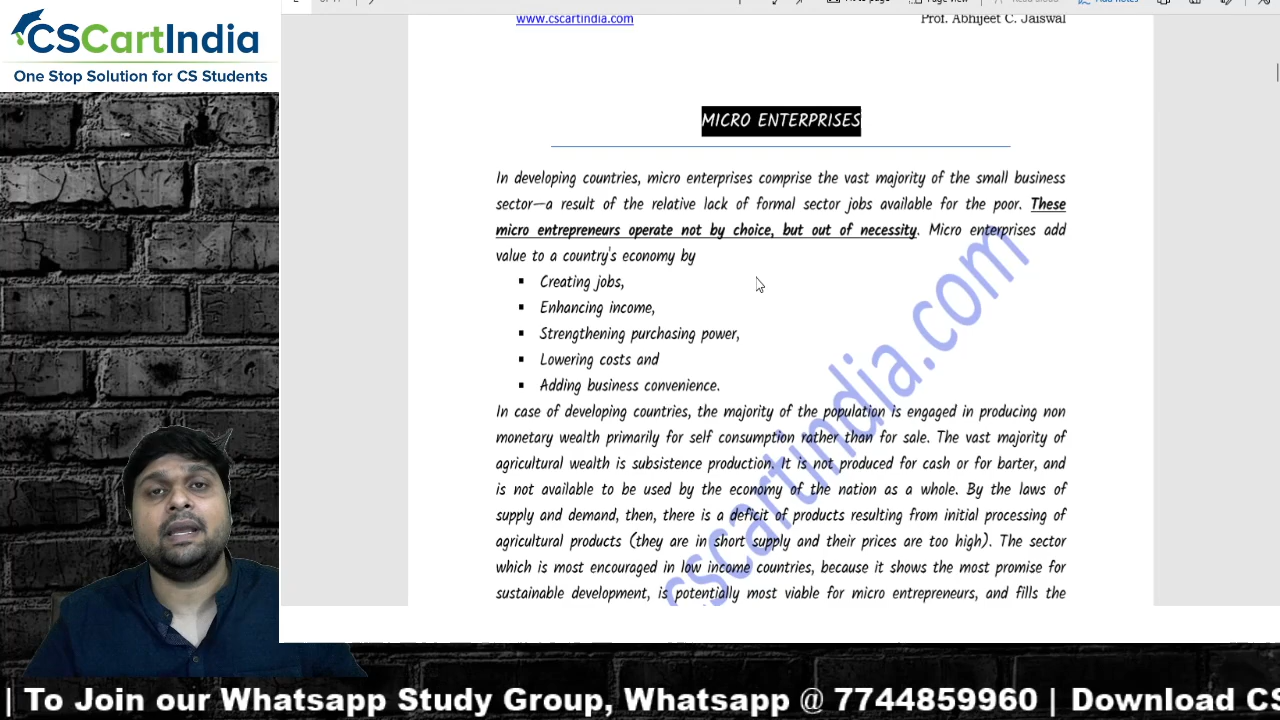 CSCartIndia
One Stop Solution for CS Students
www.cscartindia.com
Prof. Abhijeet C. Jaiswal
MICRO ENTERPRISES
In developing countries, micro enterprises comprise the vast majority of the small business
sector—a result of the relative lack of formal sector jobs available for the poor. These
micro entrepreneurs operate not by choice, but out of necessity. Micro enterprises add
value to a country's economy by
▪ Creating jobs,
▪ Enhancing income,
▪ Strengthening purchasing power,
▪ Lowering costs and
▪ Adding business convenience.
In case of developing countries, the majority of the population is engaged in producing non
monetary wealth primarily for self consumption rather than for sale. The vast majority of
agricultural wealth is subsistence production. It is not produced for cash or for barter, and
is not available to be used by the economy of the nation as a whole. By the laws of
supply and demand, then, there is a deficit of products resulting from initial processing of
agricultural products (they are in short supply and their prices are too high). The sector
which is most encouraged in low income countries, because it shows the most promise for
sustainable development, is potentially most viable for micro entrepreneurs, and fills the
cscartindia.com
| To Join our Whatsapp Study Group, Whatsapp @ 7744859960 | Download CS